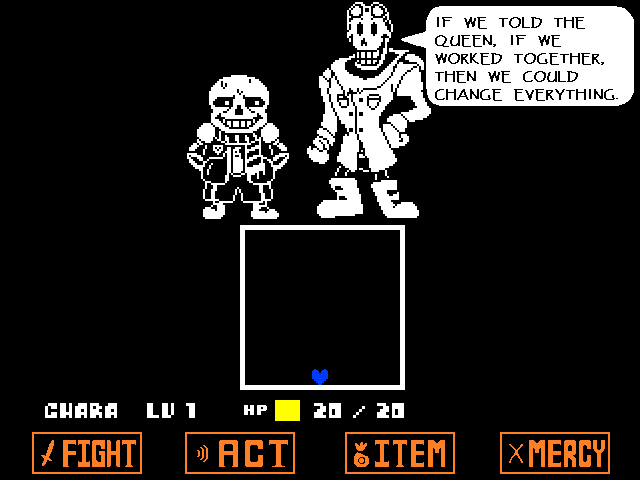 IF WE TOLD THE
QUEEN, IF WE
WORKED TOGETHER,
THEN WE COULD
CHANGE EVERYTHING.
CHARA LV 1 HP 20 / 20
FIGHT ACT ITEM MERCY